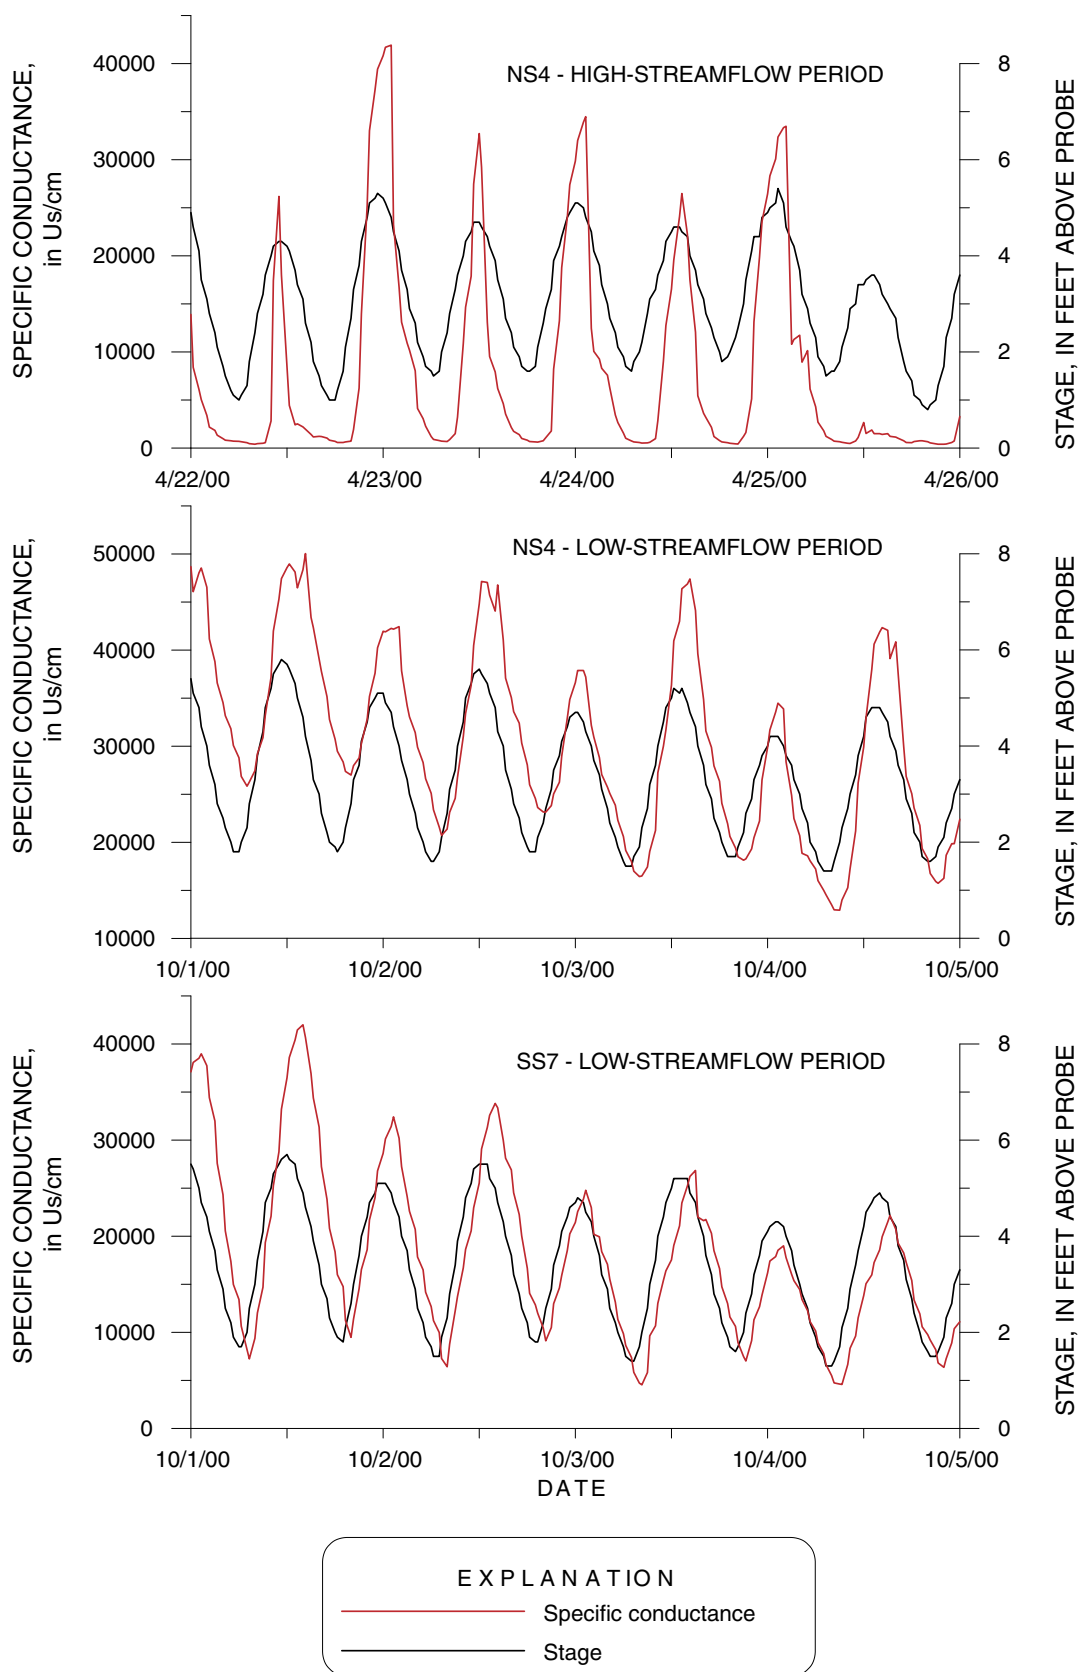 SPECIFIC CONDUCTANCE,
in Us/cm
40000
30000
20000
10000
0
NS4 - HIGH-STREAMFLOW PERIOD
8
6
4
2
0
STAGE, IN FEET ABOVE PROBE
4/22/00 4/23/00 4/24/00 4/25/00 4/26/00
SPECIFIC CONDUCTANCE,
in Us/cm
50000
40000
30000
20000
10000
NS4 - LOW-STREAMFLOW PERIOD
8
6
4
2
0
STAGE, IN FEET ABOVE PROBE
10/1/00 10/2/00 10/3/00 10/4/00 10/5/00
SPECIFIC CONDUCTANCE,
in Us/cm
40000
30000
20000
10000
0
SS7 - LOW-STREAMFLOW PERIOD
8
6
4
2
0
STAGE, IN FEET ABOVE PROBE
10/1/00 10/2/00 10/3/00 10/4/00 10/5/00
DATE
EXPLANATION
Specific conductance
Stage